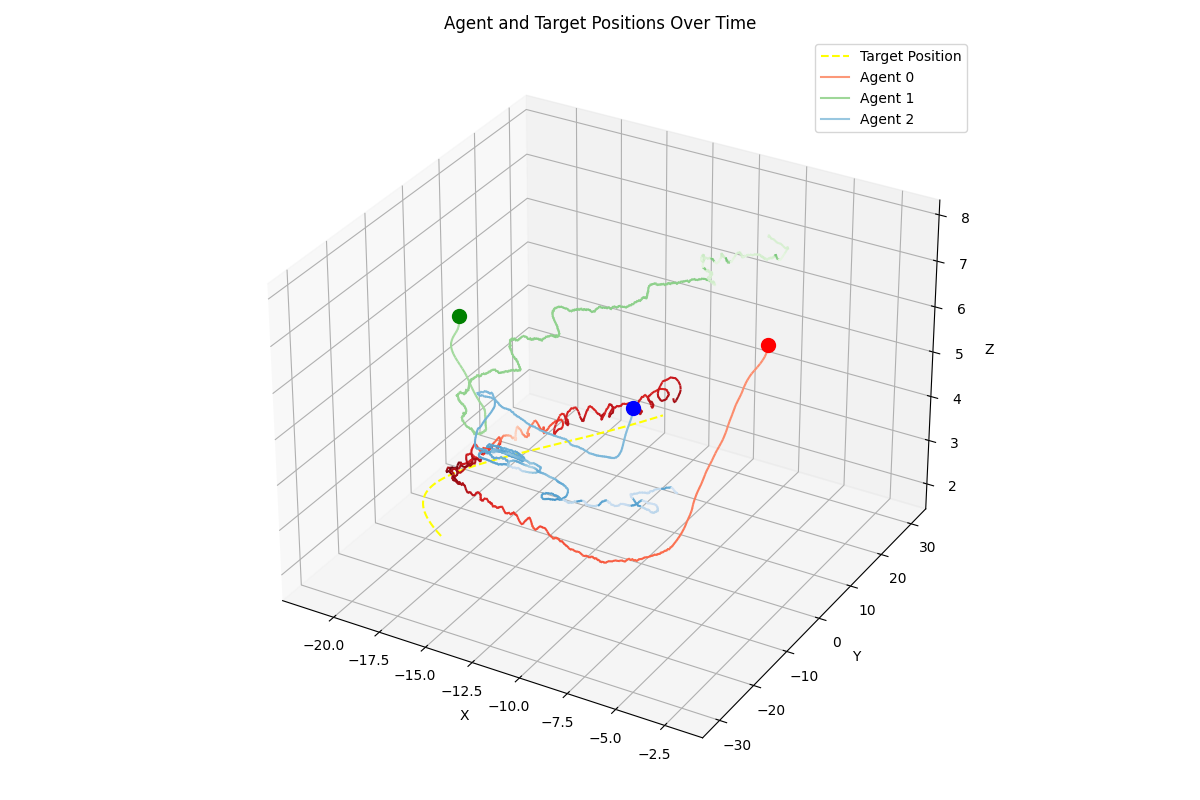 Agent and Target Positions Over Time
Target Position
Agent 0
Agent 1
Agent 2
8
7
6
5
4
3
2
Z
30
20
10
0
−10
−20
−30
Y
−20.0
−17.5
−15.0
−12.5
−10.0
−7.5
−5.0
−2.5
X